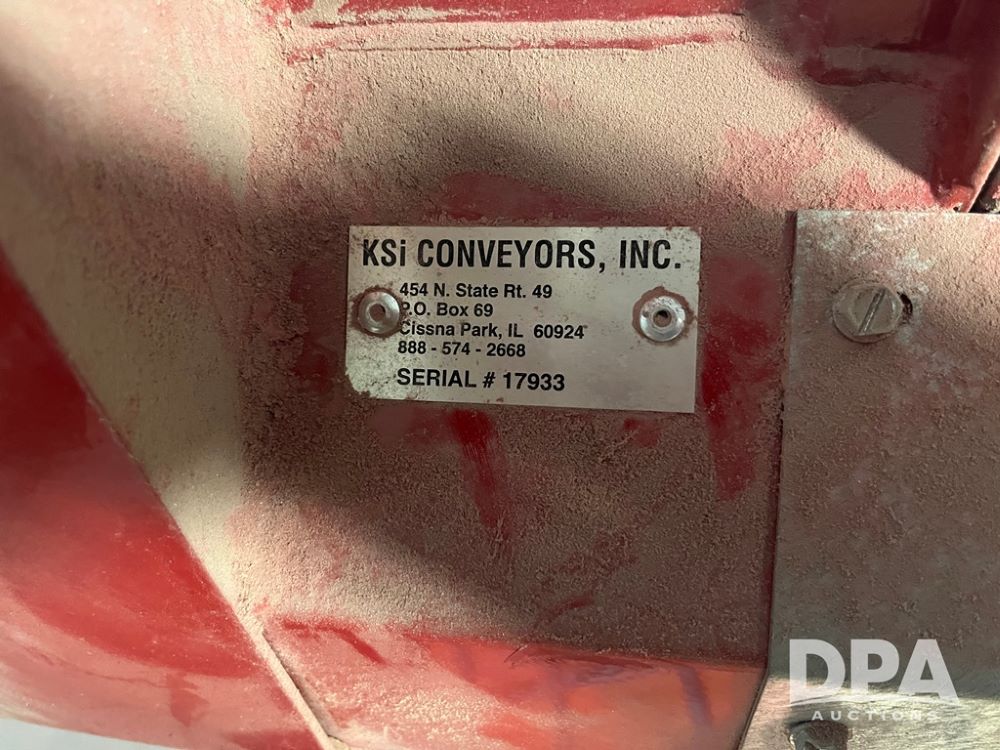 KSi CONVEYORS, INC.
454 N. State Rt. 49
P.O. Box 69
Cissna Park, IL 60924
888 - 574 - 2668
SERIAL # 17933
DPA
AUCTIONS